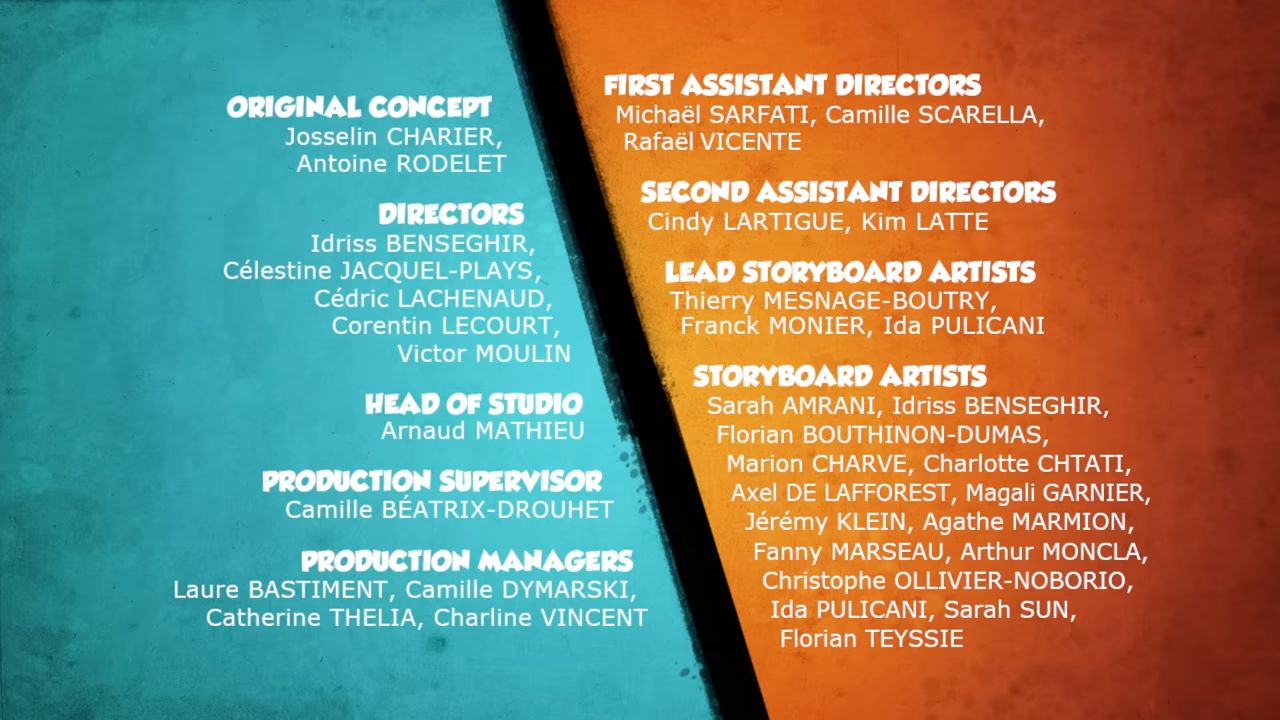 ORIGINAL CONCEPT
Josselin CHARIER,
Antoine RODELET
DIRECTORS
Idriss BENSEGHIR,
Célestine JACQUEL-PLAYS,
Cédric LACHENAUD,
Corentin LECOURT,
Victor MOULIN
HEAD OF STUDIO
Arnaud MATHIEU
PRODUCTION SUPERVISOR
Camille BÉATRIX-DROUHET
PRODUCTION MANAGERS
Laure BASTIMENT, Camille DYMARSKI,
Catherine THELIA, Charline VINCENT
FIRST ASSISTANT DIRECTORS
Michaël SARFATI, Camille SCARELLA,
Rafaël VICENTE
SECOND ASSISTANT DIRECTORS
Cindy LARTIGUE, Kim LATTE
LEAD STORYBOARD ARTISTS
Thierry MESNAGE-BOUTRY,
Franck MONIER, Ida PULICANI
STORYBOARD ARTISTS
Sarah AMRANI, Idriss BENSEGHIR,
Florian BOUTHINON-DUMAS,
Marion CHARVE, Charlotte CHTATI,
Axel DE LAFFOREST, Magali GARNIER,
Jérémy KLEIN, Agathe MARMION,
Fanny MARSEAU, Arthur MONCLA,
Christophe OLLIVIER-NOBORIO,
Ida PULICANI, Sarah SUN,
Florian TEYSSIE